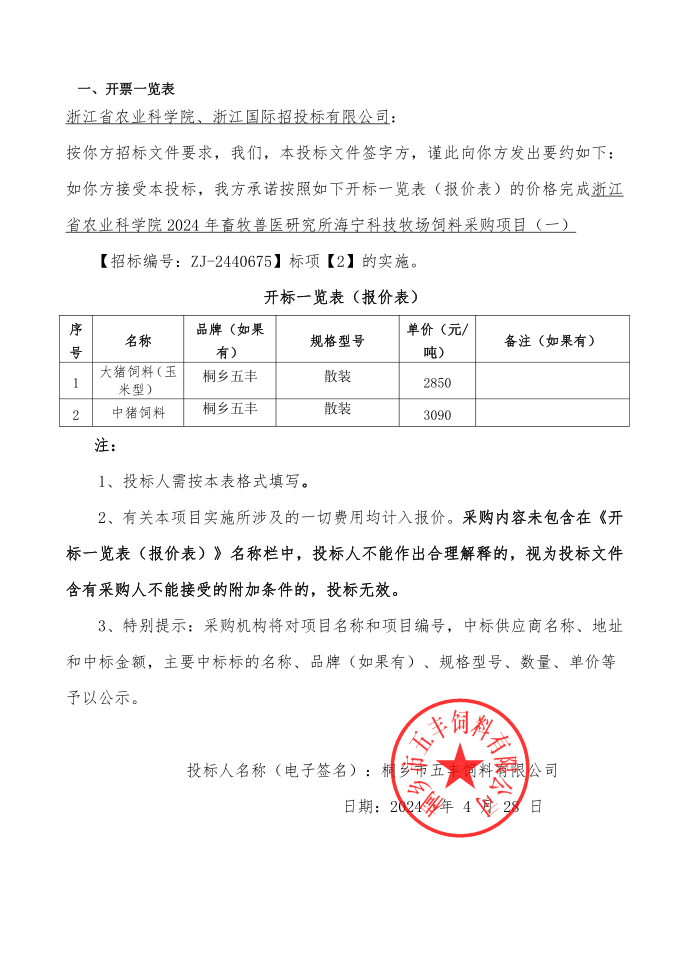 一、开票一览表
浙江省农业科学院、浙江国际招投标有限公司：
按你方招标文件要求，我们，本投标文件签字方，谨此向你方发出要约如下：
如你方接受本投标，我方承诺按照如下开标一览表（报价表）的价格完成浙江
省农业科学院 2024 年畜牧兽医研究所海宁科技牧场饲料采购项目（一）
【招标编号：ZJ-2440675】标项【2】的实施。
开标一览表（报价表）
序号 名称 品牌（如果有） 规格型号 单价（元/吨） 备注（如果有）
1 大猪饲料（玉米型） 桐乡五丰 散装 2850
2 中猪饲料 桐乡五丰 散装 3090
注：
1、投标人需按本表格式填写。
2、有关本项目实施所涉及的一切费用均计入报价。采购内容未包含在《开
标一览表（报价表）》名称栏中，投标人不能作出合理解释的，视为投标文件
含有采购人不能接受的附加条件的，投标无效。
3、特别提示：采购机构将对项目名称和项目编号，中标供应商名称、地址
和中标金额，主要中标标的名称、品牌（如果有）、规格型号、数量、单价等
予以公示。
投标人名称（电子签名）：桐乡市五丰饲料有限公司
日期：2024 年 4 月 28 日
桐乡市五丰饲料有限公司